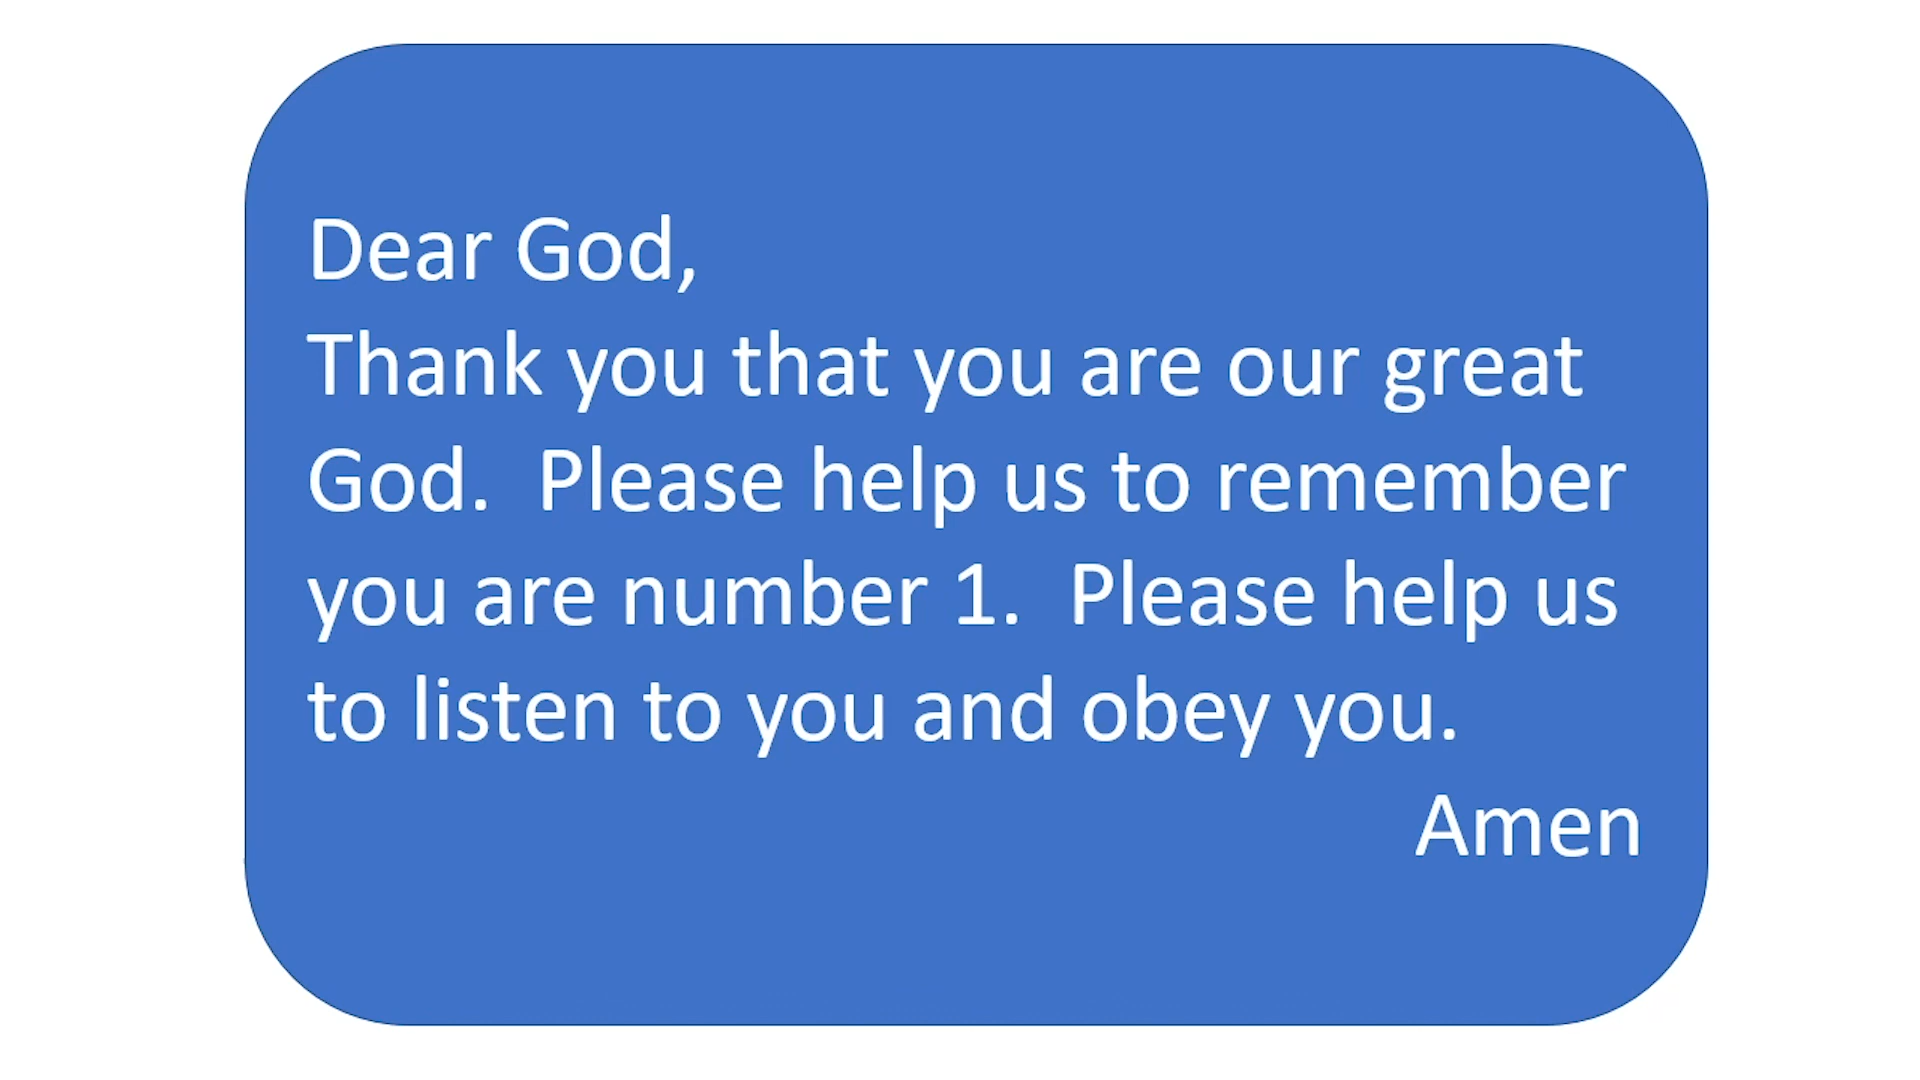 Dear God,
Thank you that you are our great
God.  Please help us to remember
you are number 1.  Please help us
to listen to you and obey you.
Amen